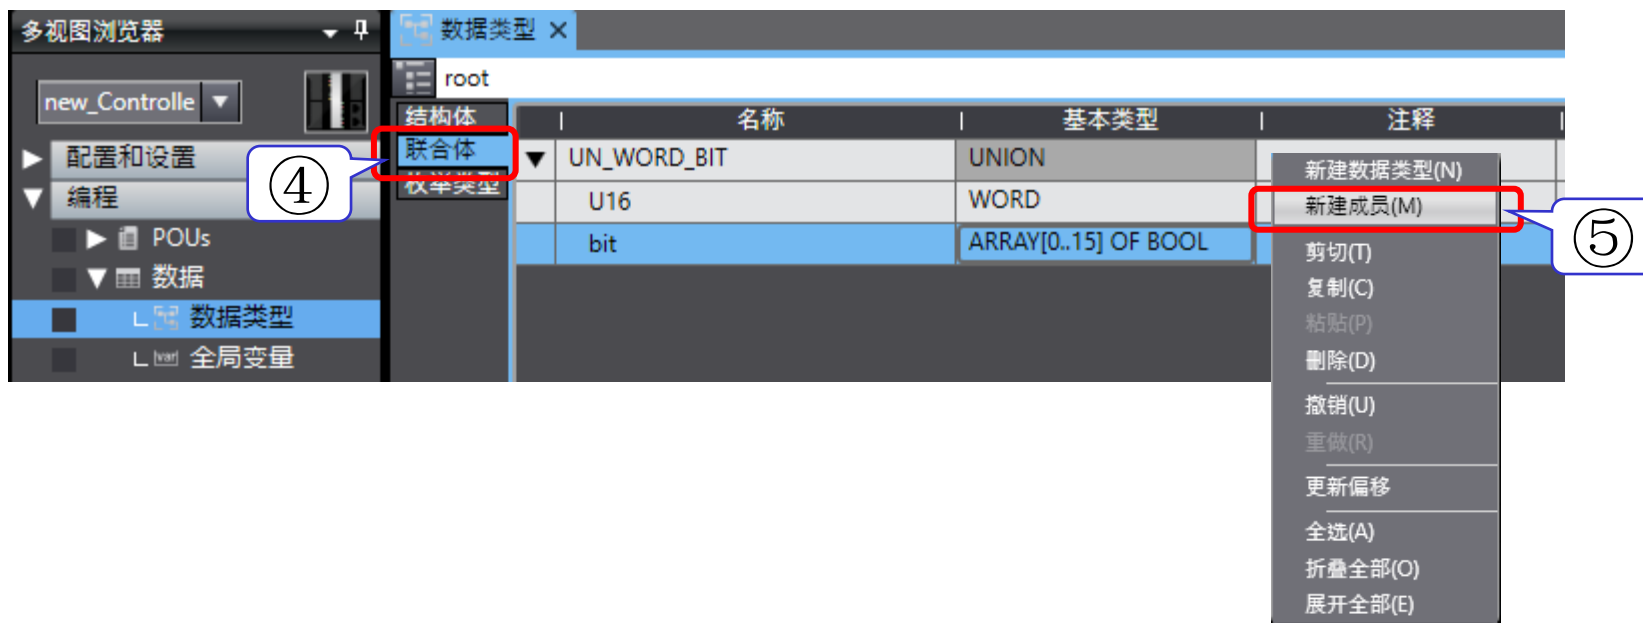 多视图浏览器
new_Controlle
配置和设置
编程
POUs
数据
数据类型
全局变量
数据类型
root
结构体
联合体
枚举类型
④
名称 基本类型 注释
UN_WORD_BIT UNION
U16 WORD
bit ARRAY[0..15] OF BOOL
新建数据类型(N)
新建成员(M)
⑤
剪切(T)
复制(C)
粘贴(P)
删除(D)
撤销(U)
重做(R)
更新偏移
全选(A)
折叠全部(O)
展开全部(E)